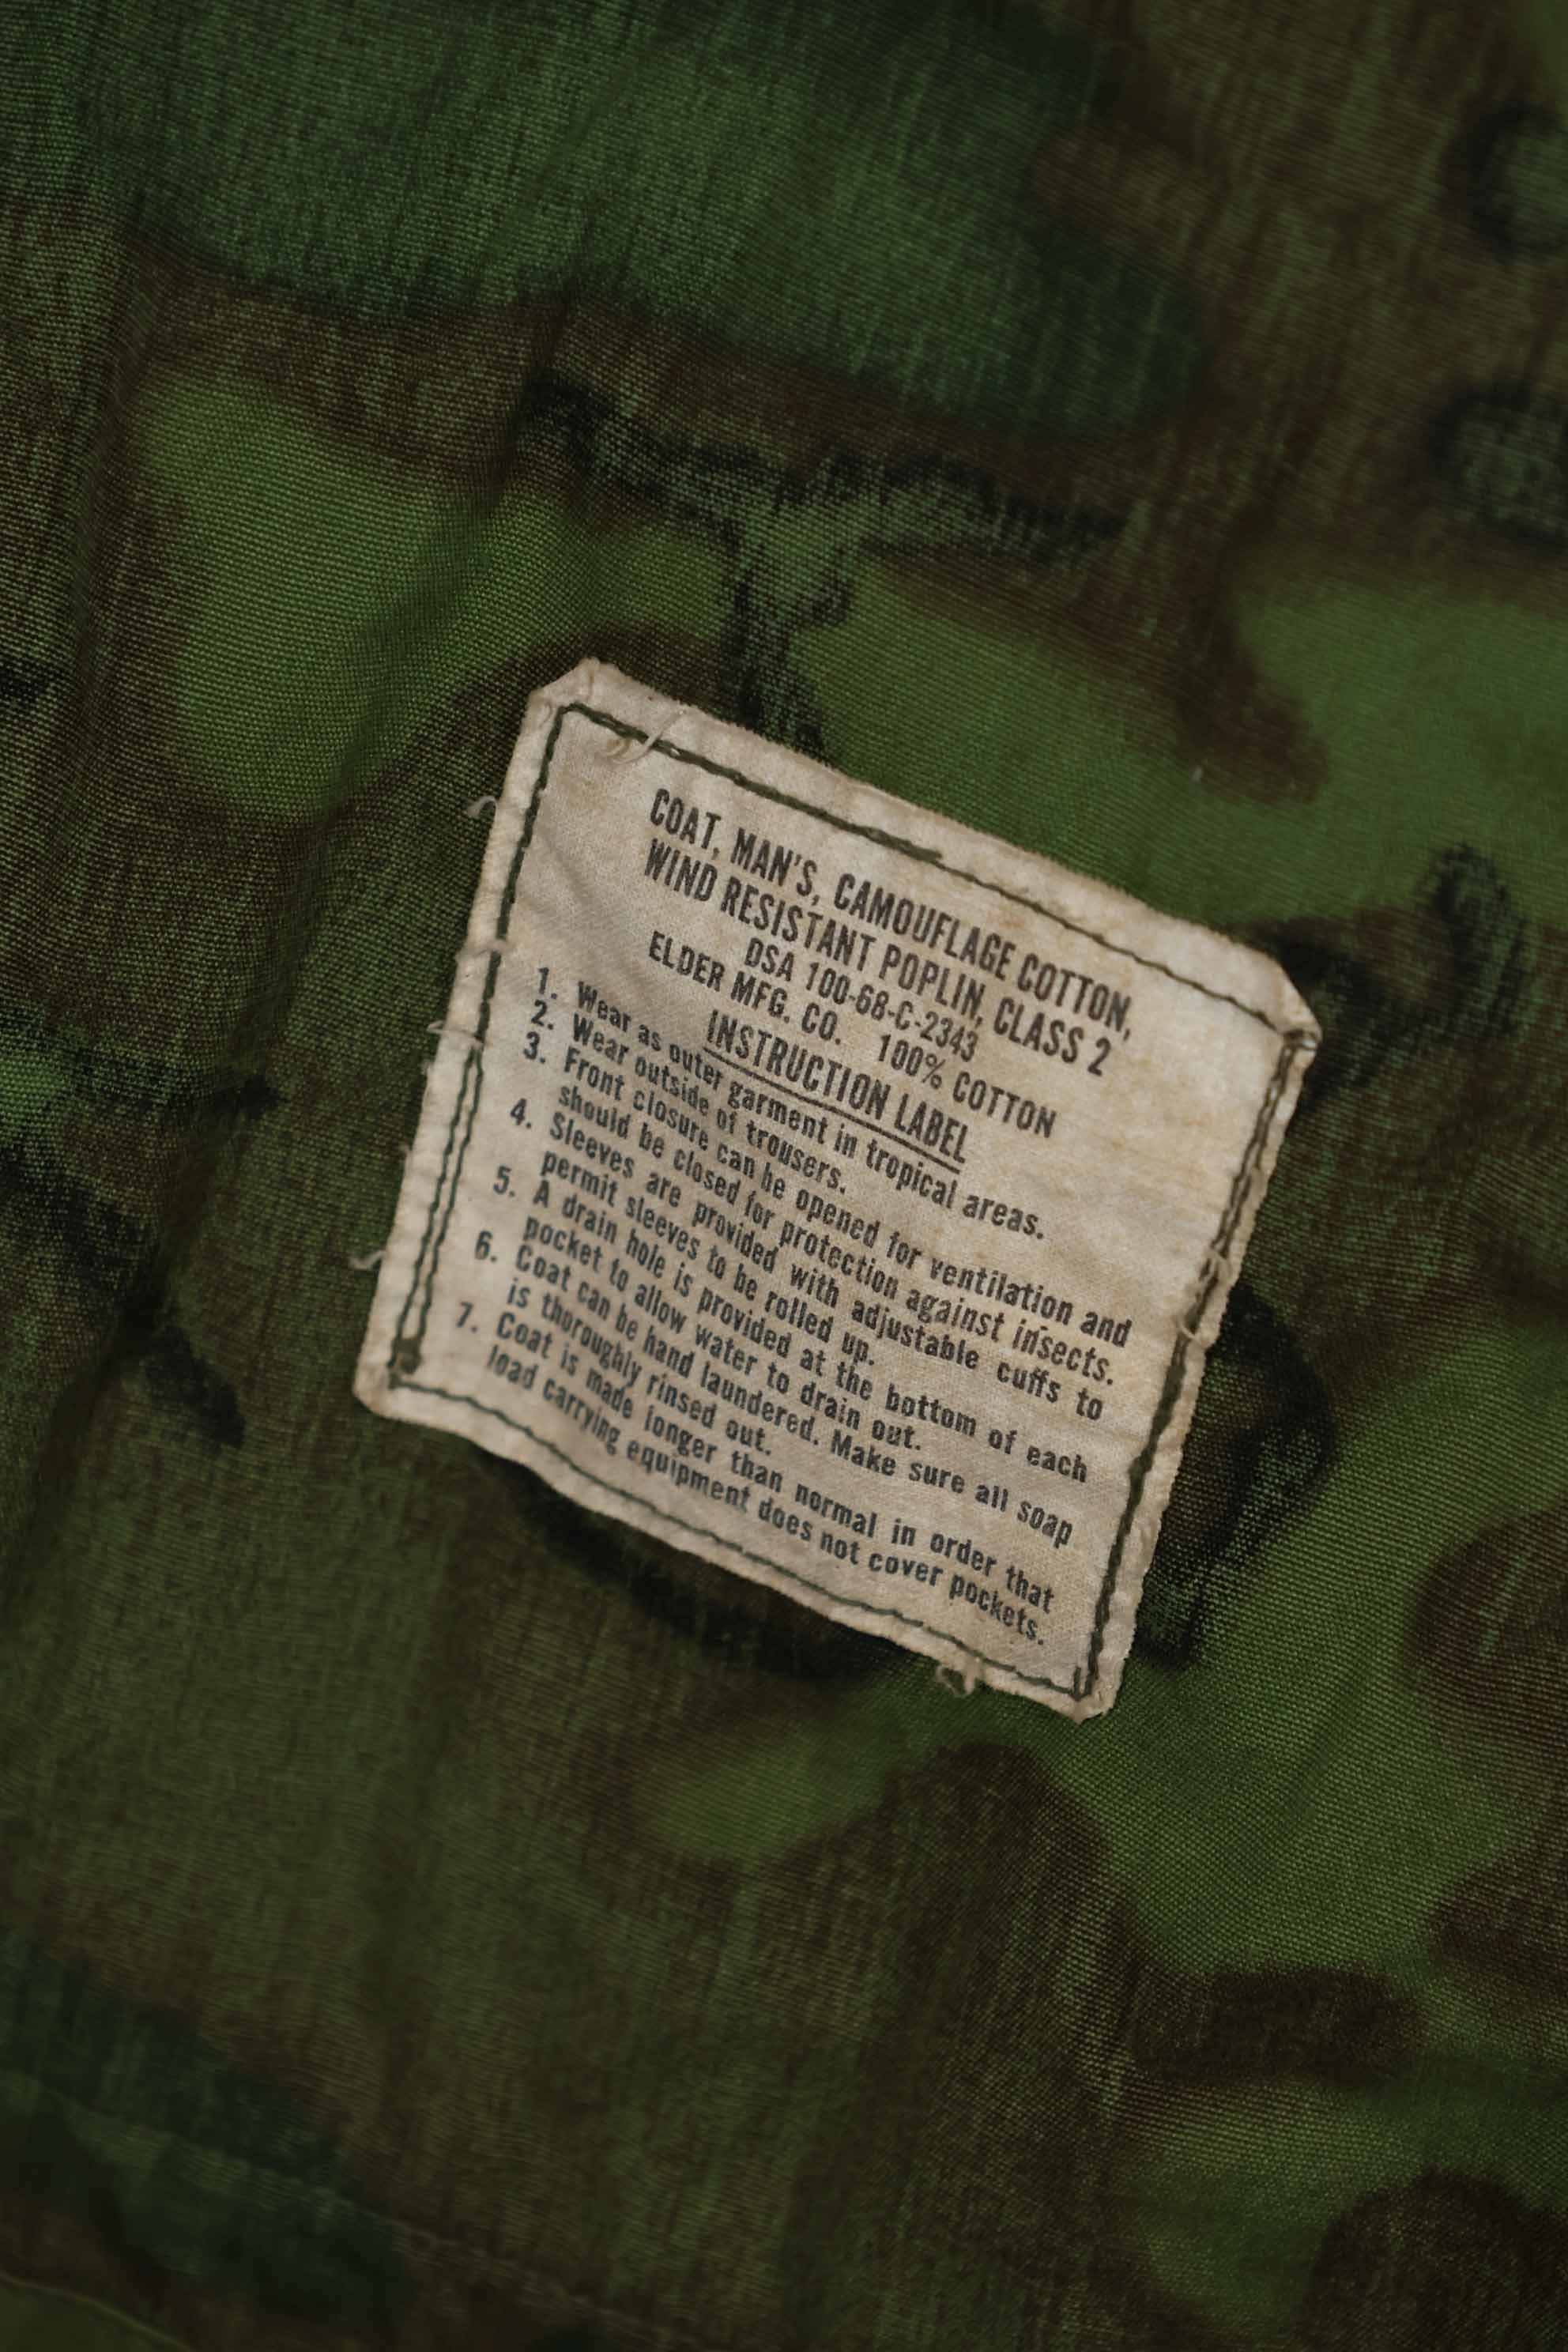 COAT, MAN'S, CAMOUFLAGE COTTON,
WIND RESISTANT POPLIN, CLASS 2
DSA 100-68-C-2343
ELDER MFG. CO. 100% COTTON
INSTRUCTION LABEL
1. Wear as outer garment in tropical areas.
2. Wear outside of trousers.
3. Front closure can be opened for ventilation and
should be closed for protection against insects.
4. Sleeves are provided with adjustable cuffs to
permit sleeves to be rolled up.
5. A drain hole is provided at the bottom of each
pocket to allow water to drain out.
6. Coat can be hand laundered. Make sure all soap
is thoroughly rinsed out.
7. Coat is made longer than normal in order that
load carrying equipment does not cover pockets.